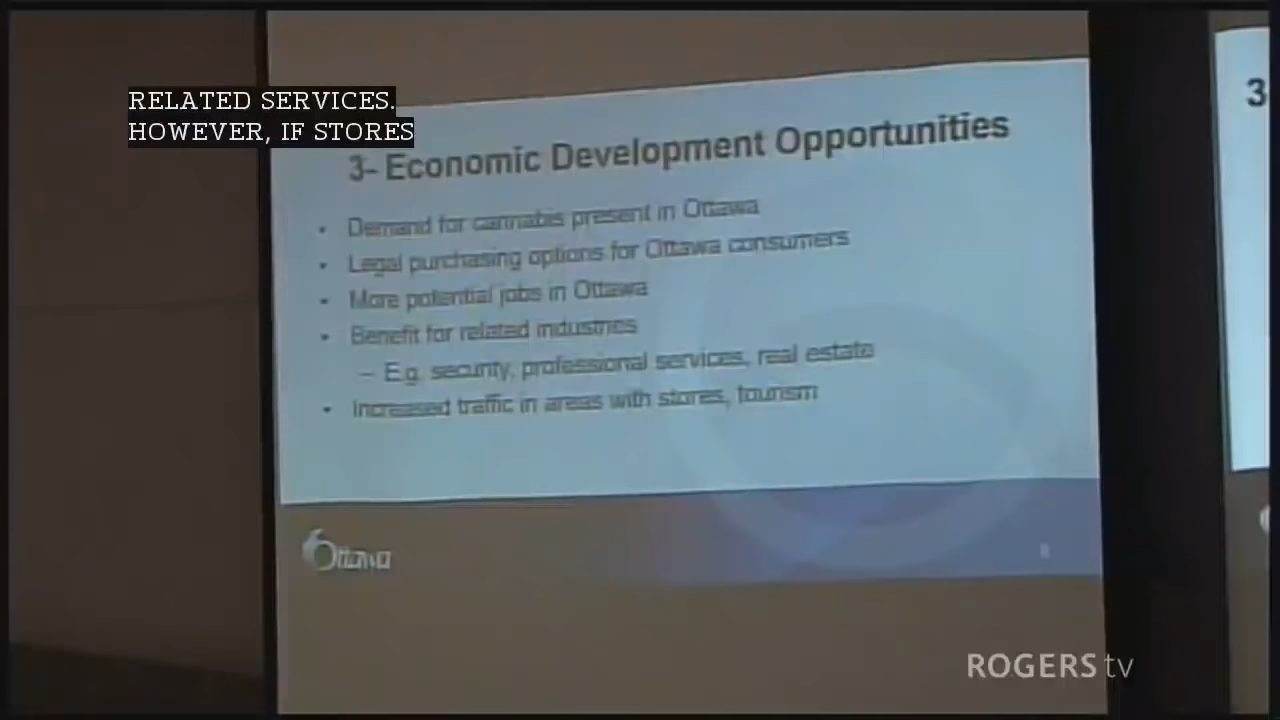 RELATED SERVICES.
HOWEVER, IF STORES
3- Economic Development Opportunities
• Demand for cannabis present in Ottawa
• Legal purchasing options for Ottawa consumers
• More potential jobs in Ottawa
• Benefit for related industries
– E.g. security, professional services, real estate
• Increased traffic in areas with stores, tourism
Ottawa
3
ROGERS tv